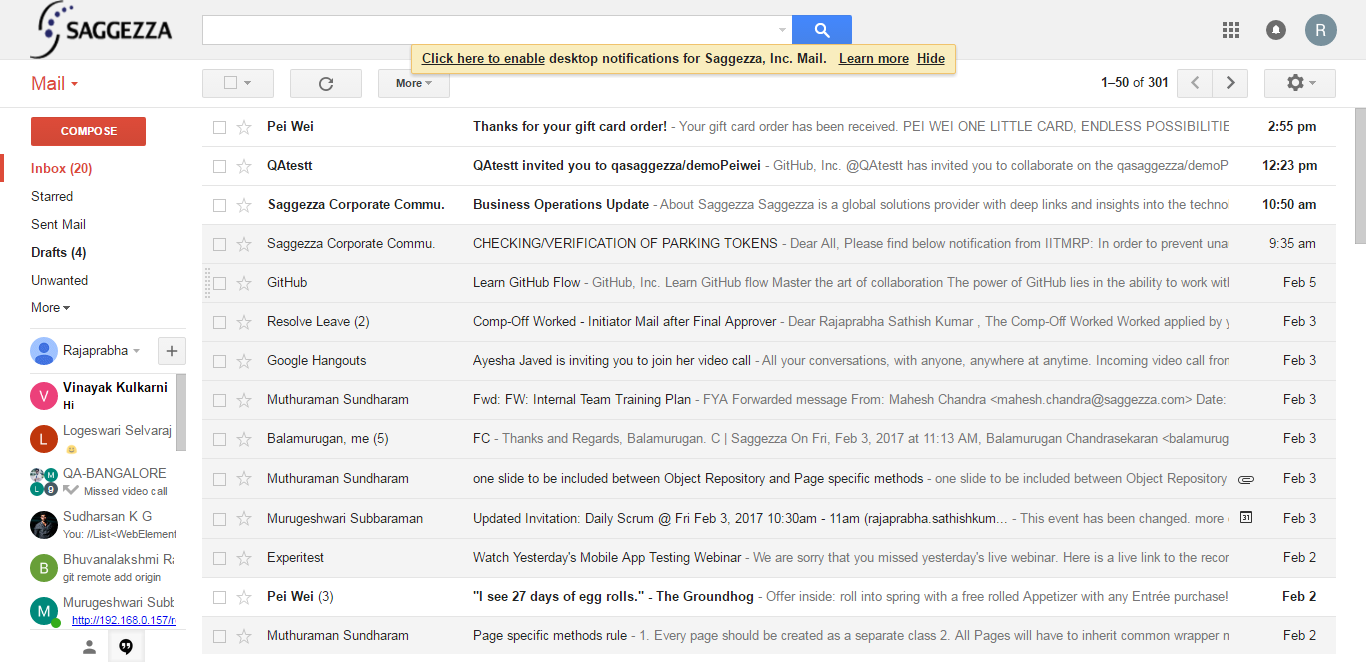 SAGGEZZA
R
Click here to enable desktop notifications for Saggezza, Inc. Mail. Learn more Hide
Mail
More
1–50 of 301
COMPOSE
Inbox (20)
Starred
Sent Mail
Drafts (4)
Unwanted
More
Rajaprabha
+
V
Vinayak Kulkarni
Hi
L
Logeswari Selvaraj
M
L
9
QA-BANGALORE
Missed video call
Sudharsan K G
You: //List<WebElement
B
Bhuvanalakshmi Ra
git remote add origin
M
Murugeshwari Subb
http://192.168.0.157/r
Pei Wei Thanks for your gift card order! - Your gift card order has been received. PEI WEI ONE LITTLE CARD, ENDLESS POSSIBILITIE 2:55 pm
QAtestt QAtestt invited you to qasaggezza/demoPeiwei - GitHub, Inc. @QAtestt has invited you to collaborate on the qasaggezza/demoP 12:23 pm
Saggezza Corporate Commu. Business Operations Update - About Saggezza Saggezza is a global solutions provider with deep links and insights into the technol 10:50 am
Saggezza Corporate Commu. CHECKING/VERIFICATION OF PARKING TOKENS - Dear All, Please find below notification from IITMRP: In order to prevent una 9:35 am
GitHub Learn GitHub Flow - GitHub, Inc. Learn GitHub flow Master the art of collaboration The power of GitHub lies in the ability to work wit Feb 5
Resolve Leave (2) Comp-Off Worked - Initiator Mail after Final Approver - Dear Rajaprabha Sathish Kumar , The Comp-Off Worked Worked applied by y Feb 3
Google Hangouts Ayesha Javed is inviting you to join her video call - All your conversations, with anyone, anywhere at anytime. Incoming video call from Feb 3
Muthuraman Sundharam Fwd: FW: Internal Team Training Plan - FYA Forwarded message From: Mahesh Chandra <mahesh.chandra@saggezza.com> Date: Feb 3
Balamurugan, me (5) FC - Thanks and Regards, Balamurugan. C | Saggezza On Fri, Feb 3, 2017 at 11:13 AM, Balamurugan Chandrasekaran <balamurug Feb 3
Muthuraman Sundharam one slide to be included between Object Repository and Page specific methods - one slide to be included between Object Repository Feb 3
Murugeshwari Subbaraman Updated Invitation: Daily Scrum @ Fri Feb 3, 2017 10:30am - 11am (rajaprabha.sathishkum... - This event has been changed. more 31 Feb 3
Experitest Watch Yesterday's Mobile App Testing Webinar - We are sorry that you missed yesterday's live webinar. Here is a live link to the recor Feb 2
Pei Wei (3) "I see 27 days of egg rolls." - The Groundhog - Offer inside: roll into spring with a free rolled Appetizer with any Entrée purchase! Feb 2
Muthuraman Sundharam Page specific methods rule - 1. Every page should be created as a separate class 2. All Pages will have to inherit common wrapper m Feb 2